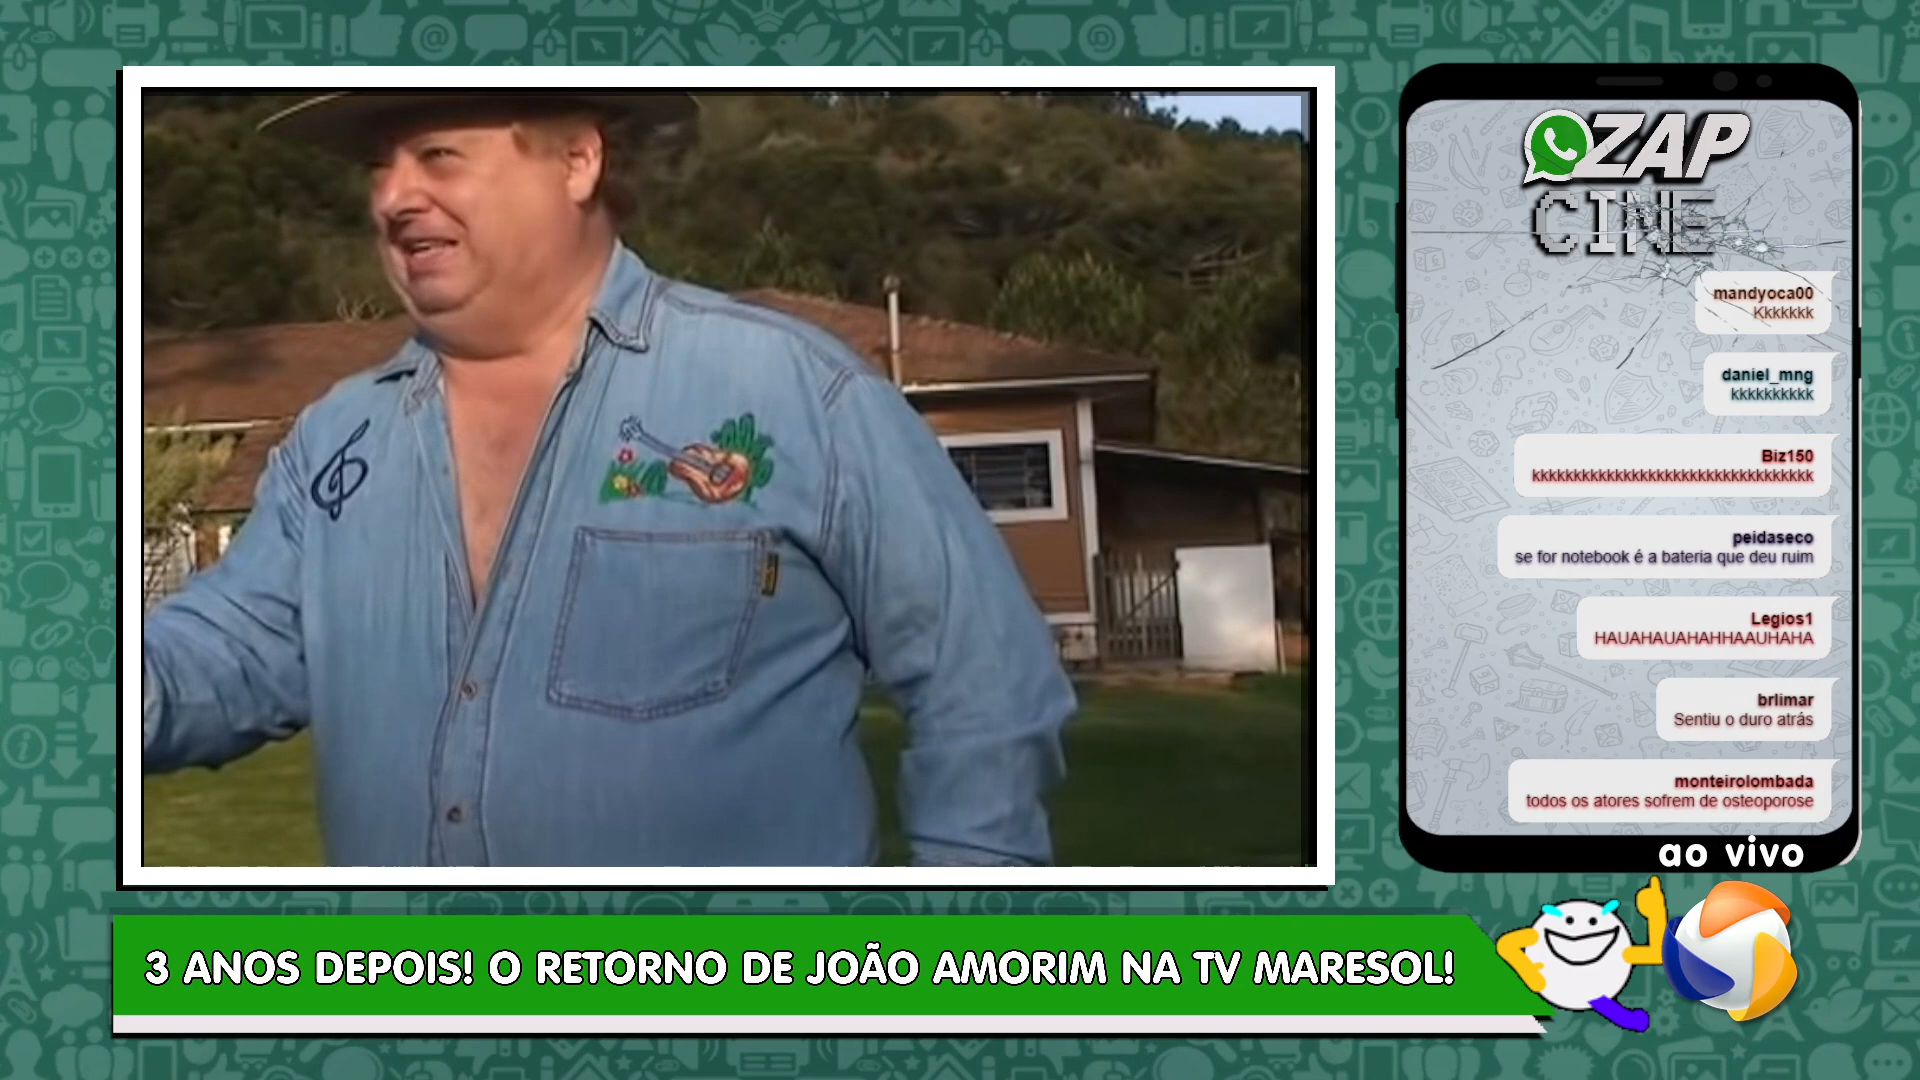 ZAP
CINE
mandyoca00
Kkkkkkk
daniel_mng
kkkkkkkkkk
Biz150
kkkkkkkkkkkkkkkkkkkkkkkkkkkkkkkkkk
peidaseco
se for notebook é a bateria que deu ruim
Legios1
HAUAHAUAHAHHAAUHAHA
brlimar
Sentiu o duro atrás
monteirolombada
todos os atores sofrem de osteoporose
ao vivo
3 ANOS DEPOIS! O RETORNO DE JOÃO AMORIM NA TV MARESOL!